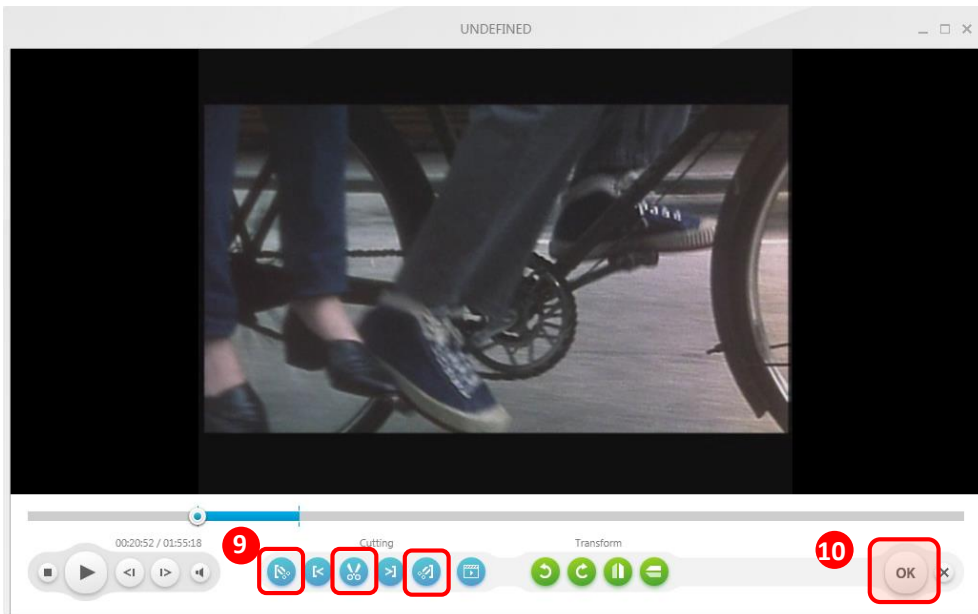 UNDEFINED
00:20:52 / 01:55:18
9
Cutting
Transform
10
OK